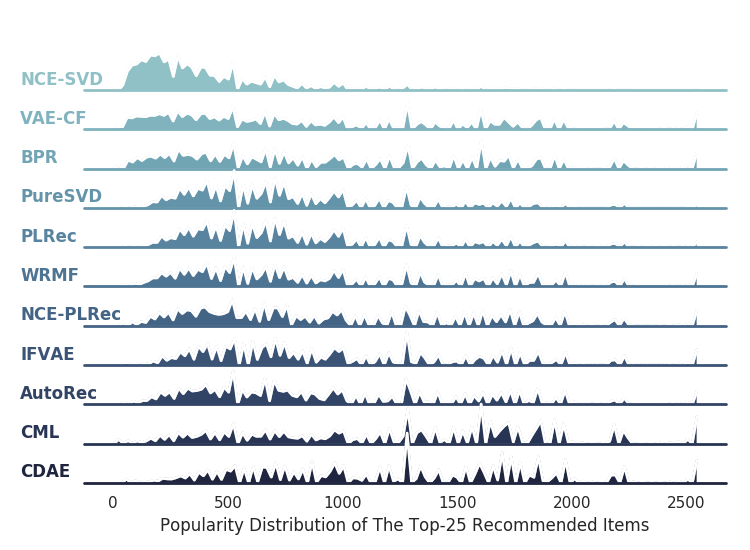 NCE-SVD
VAE-CF
BPR
PureSVD
PLRec
WRMF
NCE-PLRec
IFVAE
AutoRec
CML
CDAE
0 500 1000 1500 2000 2500
Popularity Distribution of The Top-25 Recommended Items